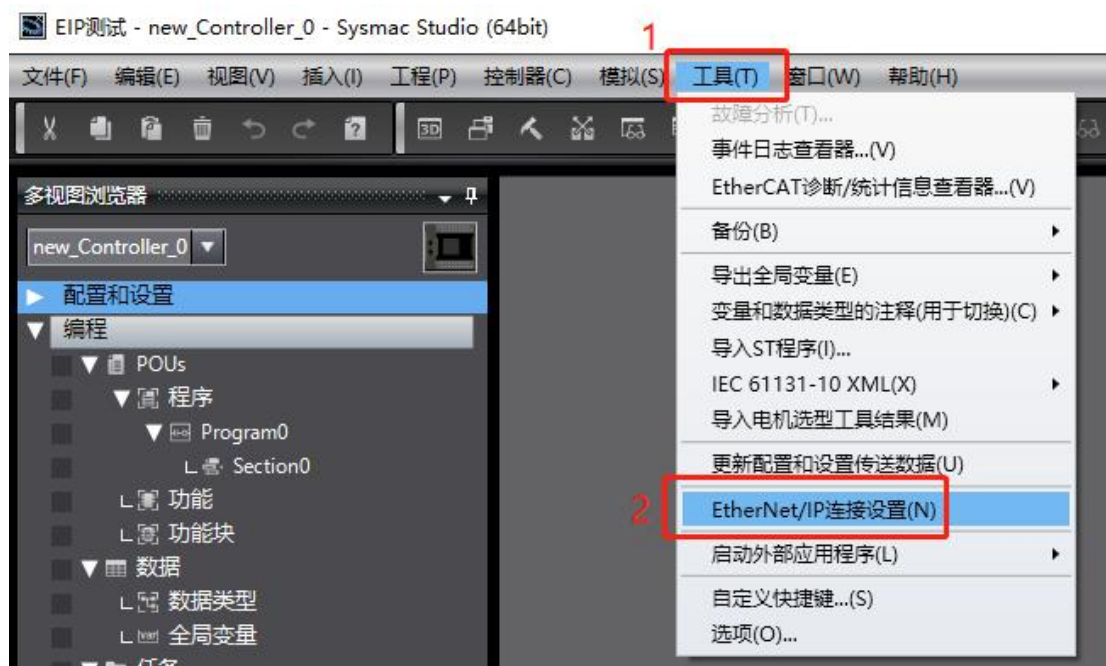 EIP测试 - new_Controller_0 - Sysmac Studio (64bit)
1
文件(F) 编辑(E) 视图(V) 插入(I) 工程(P) 控制器(C) 模拟(S) 工具(T) 窗口(W) 帮助(H)
3D
故障分析(T)...
事件日志查看器...(V)
EtherCAT诊断/统计信息查看器...(V)
备份(B)
导出全局变量(E)
变量和数据类型的注释(用于切换)(C)
导入ST程序(I)...
IEC 61131-10 XML(X)
导入电机选型工具结果(M)
更新配置和设置传送数据(U)
2
EtherNet/IP连接设置(N)
启动外部应用程序(L)
自定义快捷键...(S)
选项(O)...
多视图浏览器
new_Controller_0
配置和设置
编程
POUs
程序
Program0
Section0
功能
功能块
数据
数据类型
var 全局变量
任务